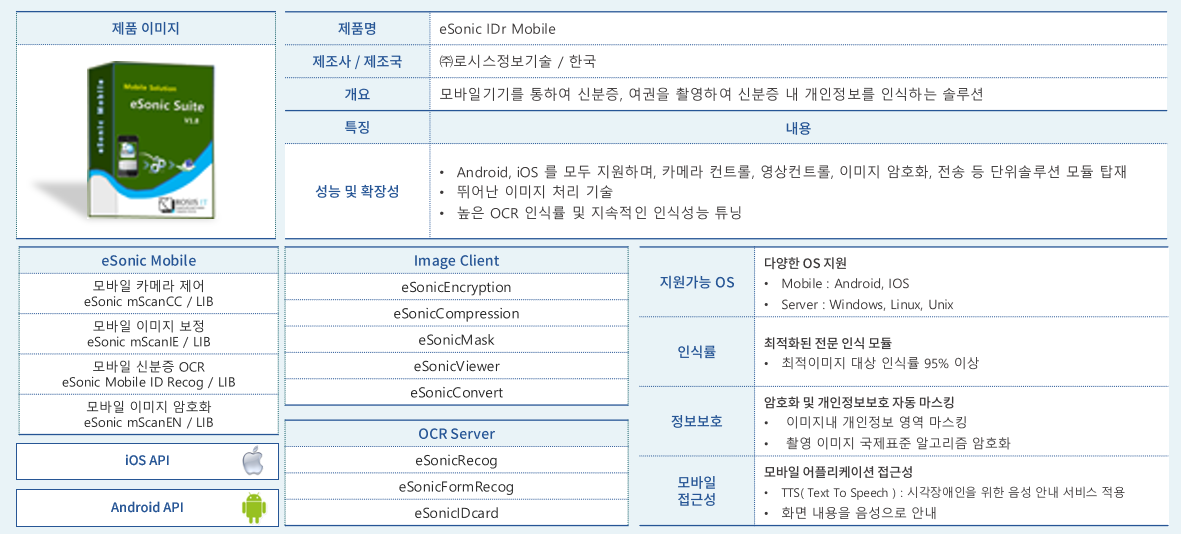 제품 이미지
eSonic Mobile
Mobile Solution
eSonic Suite
V1.0
ROSIS IT
제품명
eSonic IDr Mobile
제조사 / 제조국
㈜로시스정보기술 / 한국
개요
모바일기기를 통하여 신분증, 여권을 촬영하여 신분증 내 개인정보를 인식하는 솔루션
특징
내용
성능 및 확장성
• Android, iOS 를 모두 지원하며, 카메라 컨트롤, 영상컨트롤, 이미지 암호화, 전송 등 단위솔루션 모듈 탑재
• 뛰어난 이미지 처리 기술
• 높은 OCR 인식률 및 지속적인 인식성능 튜닝
eSonic Mobile
모바일 카메라 제어
eSonic mScanCC / LIB
모바일 이미지 보정
eSonic mScanIE / LIB
모바일 신분증 OCR
eSonic Mobile ID Recog / LIB
모바일 이미지 암호화
eSonic mScanEN / LIB
iOS API
Android API
Image Client
eSonicEncryption
eSonicCompression
eSonicMask
eSonicViewer
eSonicConvert
OCR Server
eSonicRecog
eSonicFormRecog
eSonicIDcard
지원가능 OS
다양한 OS 지원
• Mobile : Android, IOS
• Server : Windows, Linux, Unix
인식률
최적화된 전문 인식 모듈
• 최적이미지 대상 인식률 95% 이상
정보보호
암호화 및 개인정보보호 자동 마스킹
• 이미지내 개인정보 영역 마스킹
• 촬영 이미지 국제표준 알고리즘 암호화
모바일
접근성
모바일 어플리케이션 접근성
• TTS( Text To Speech ) : 시각장애인을 위한 음성 안내 서비스 적용
• 화면 내용을 음성으로 안내